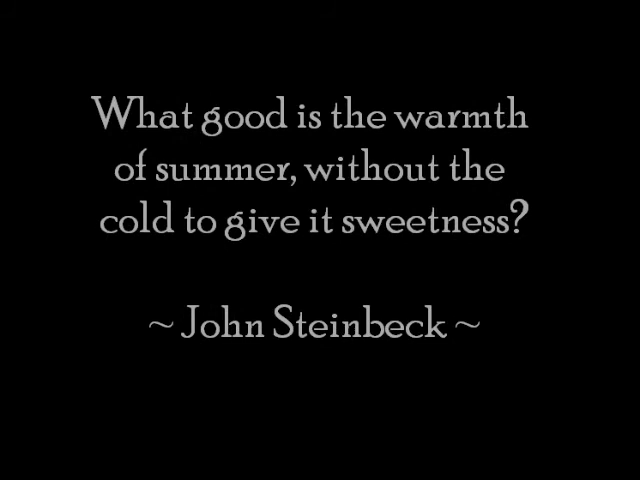 What good is the warmth
of summer, without the
cold to give it sweetness?
~ John Steinbeck ~